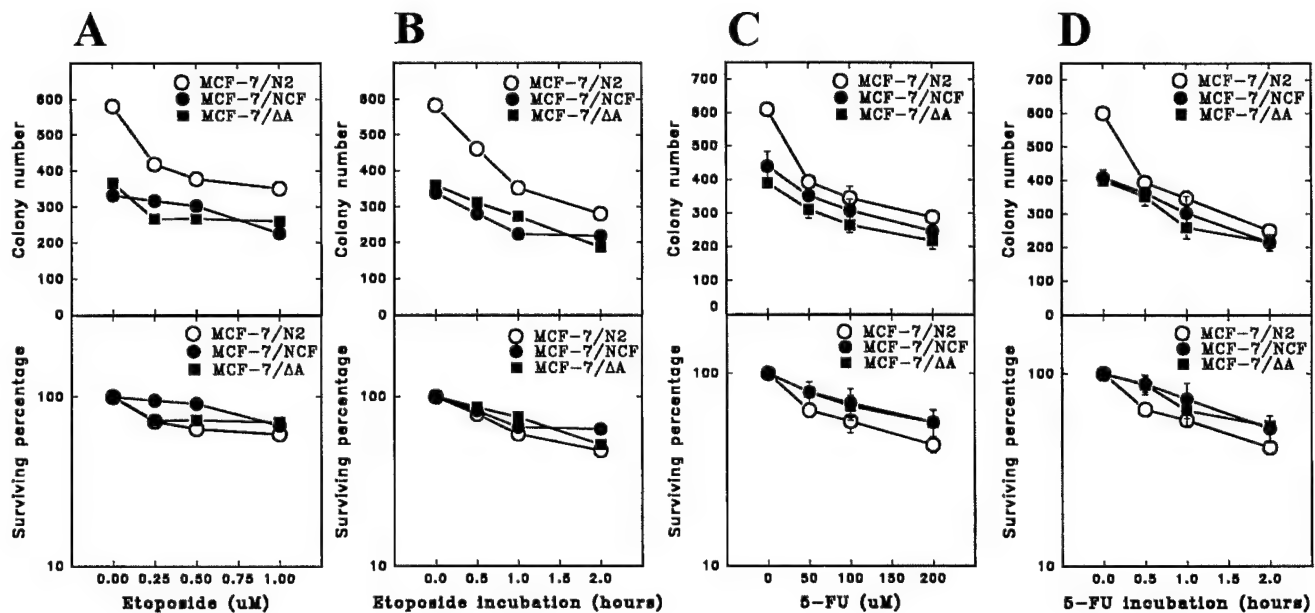 A
B
C
D
Colony number
600
500
400
300
200
100
0
MCF-7/N2
MCF-7/NCF
MCF-7/ΔA
Surviving percentage
100
10
MCF-7/N2
MCF-7/NCF
MCF-7/ΔA
0.00 0.25 0.50 0.75 1.00
Etoposide (uM)
Colony number
600
500
400
300
200
100
0
MCF-7/N2
MCF-7/NCF
MCF-7/ΔA
Surviving percentage
100
10
MCF-7/N2
MCF-7/NCF
MCF-7/ΔA
0.0 0.5 1.0 1.5 2.0
Etoposide incubation (hours)
Colony number
700
600
500
400
300
200
100
0
MCF-7/N2
MCF-7/NCF
MCF-7/ΔA
Surviving percentage
100
10
MCF-7/N2
MCF-7/NCF
MCF-7/ΔA
0 50 100 150 200
5-FU (uM)
Colony number
700
600
500
400
300
200
100
0
MCF-7/N2
MCF-7/NCF
MCF-7/ΔA
Surviving percentage
100
10
MCF-7/N2
MCF-7/NCF
MCF-7/ΔA
0.0 0.5 1.0 1.5 2.0
5-FU incubation (hours)